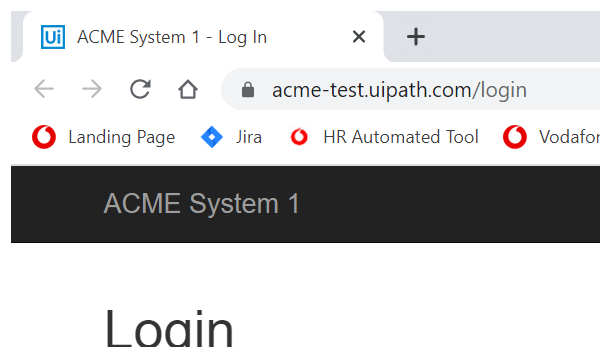 Ui ACME System 1 - Log In
acme-test.uipath.com/login
Landing Page Jira HR Automated Tool Vodafor
ACME System 1
Login